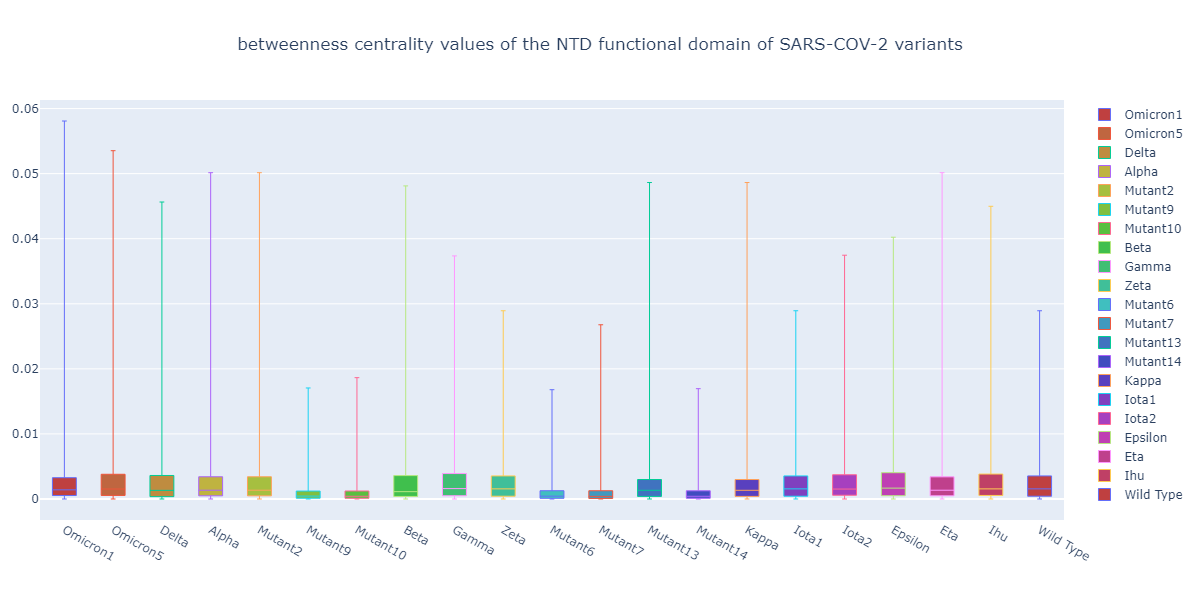 betweenness centrality values of the NTD functional domain of SARS-COV-2 variants
0.06
0.05
0.04
0.03
0.02
0.01
0
Omicron1
Omicron5
Delta
Alpha
Mutant2
Mutant9
Mutant10
Beta
Gamma
Zeta
Mutant6
Mutant7
Mutant13
Mutant14
Kappa
Iota1
Iota2
Epsilon
Eta
Ihu
Wild Type
Omicron1
Omicron5
Delta
Alpha
Mutant2
Mutant9
Mutant10
Beta
Gamma
Zeta
Mutant6
Mutant7
Mutant13
Mutant14
Kappa
Iota1
Iota2
Epsilon
Eta
Ihu
Wild Type